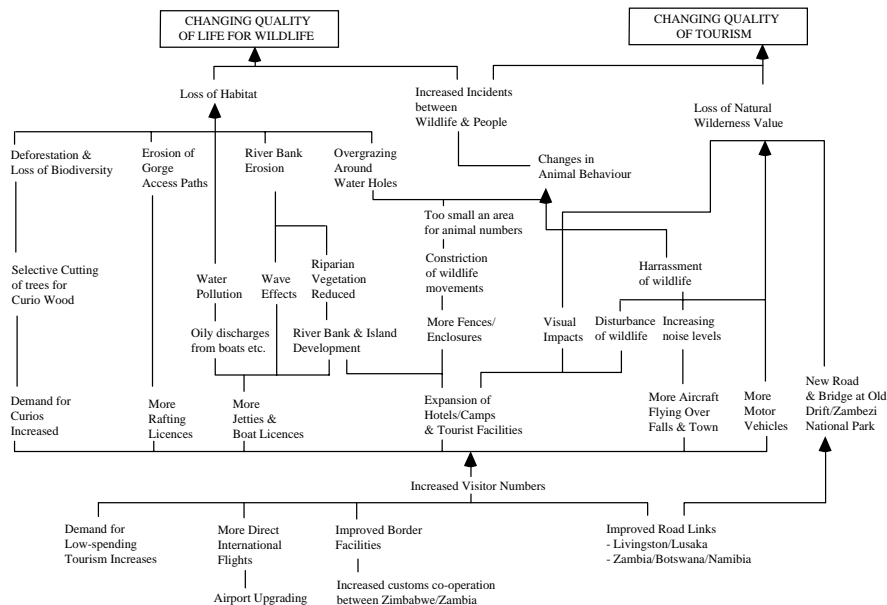 CHANGING QUALITY
OF LIFE FOR WILDLIFE
CHANGING QUALITY
OF TOURISM
Loss of Habitat
Increased Incidents
between
Wildlife & People
Loss of Natural
Wilderness Value
Deforestation &
Loss of Biodiversity
Erosion of
Gorge
Access Paths
River Bank
Erosion
Overgrazing
Around
Water Holes
Changes in
Animal Behaviour
Too small an area
for animal numbers
Selective Cutting
of trees for
Curio Wood
Water
Pollution
Wave
Effects
Riparian
Vegetation
Reduced
Constriction
of wildlife
movements
Harrassment
of wildlife
Oily discharges
from boats etc.
River Bank & Island
Development
More Fences/
Enclosures
Visual
Impacts
Disturbance
of wildlife
Increasing
noise levels
Demand for
Curios
Increased
More
Rafting
Licences
More
Jetties &
Boat Licences
Expansion of
Hotels/Camps
& Tourist Facilities
More Aircraft
Flying Over
Falls & Town
More
Motor
Vehicles
New Road
& Bridge at Old
Drift/Zambezi
National Park
Increased Visitor Numbers
Demand for
Low-spending
Tourism Increases
More Direct
International
Flights
Airport Upgrading
Improved Border
Facilities
Increased customs co-operation
between Zimbabwe/Zambia
Improved Road Links
- Livingston/Lusaka
- Zambia/Botswana/Namibia